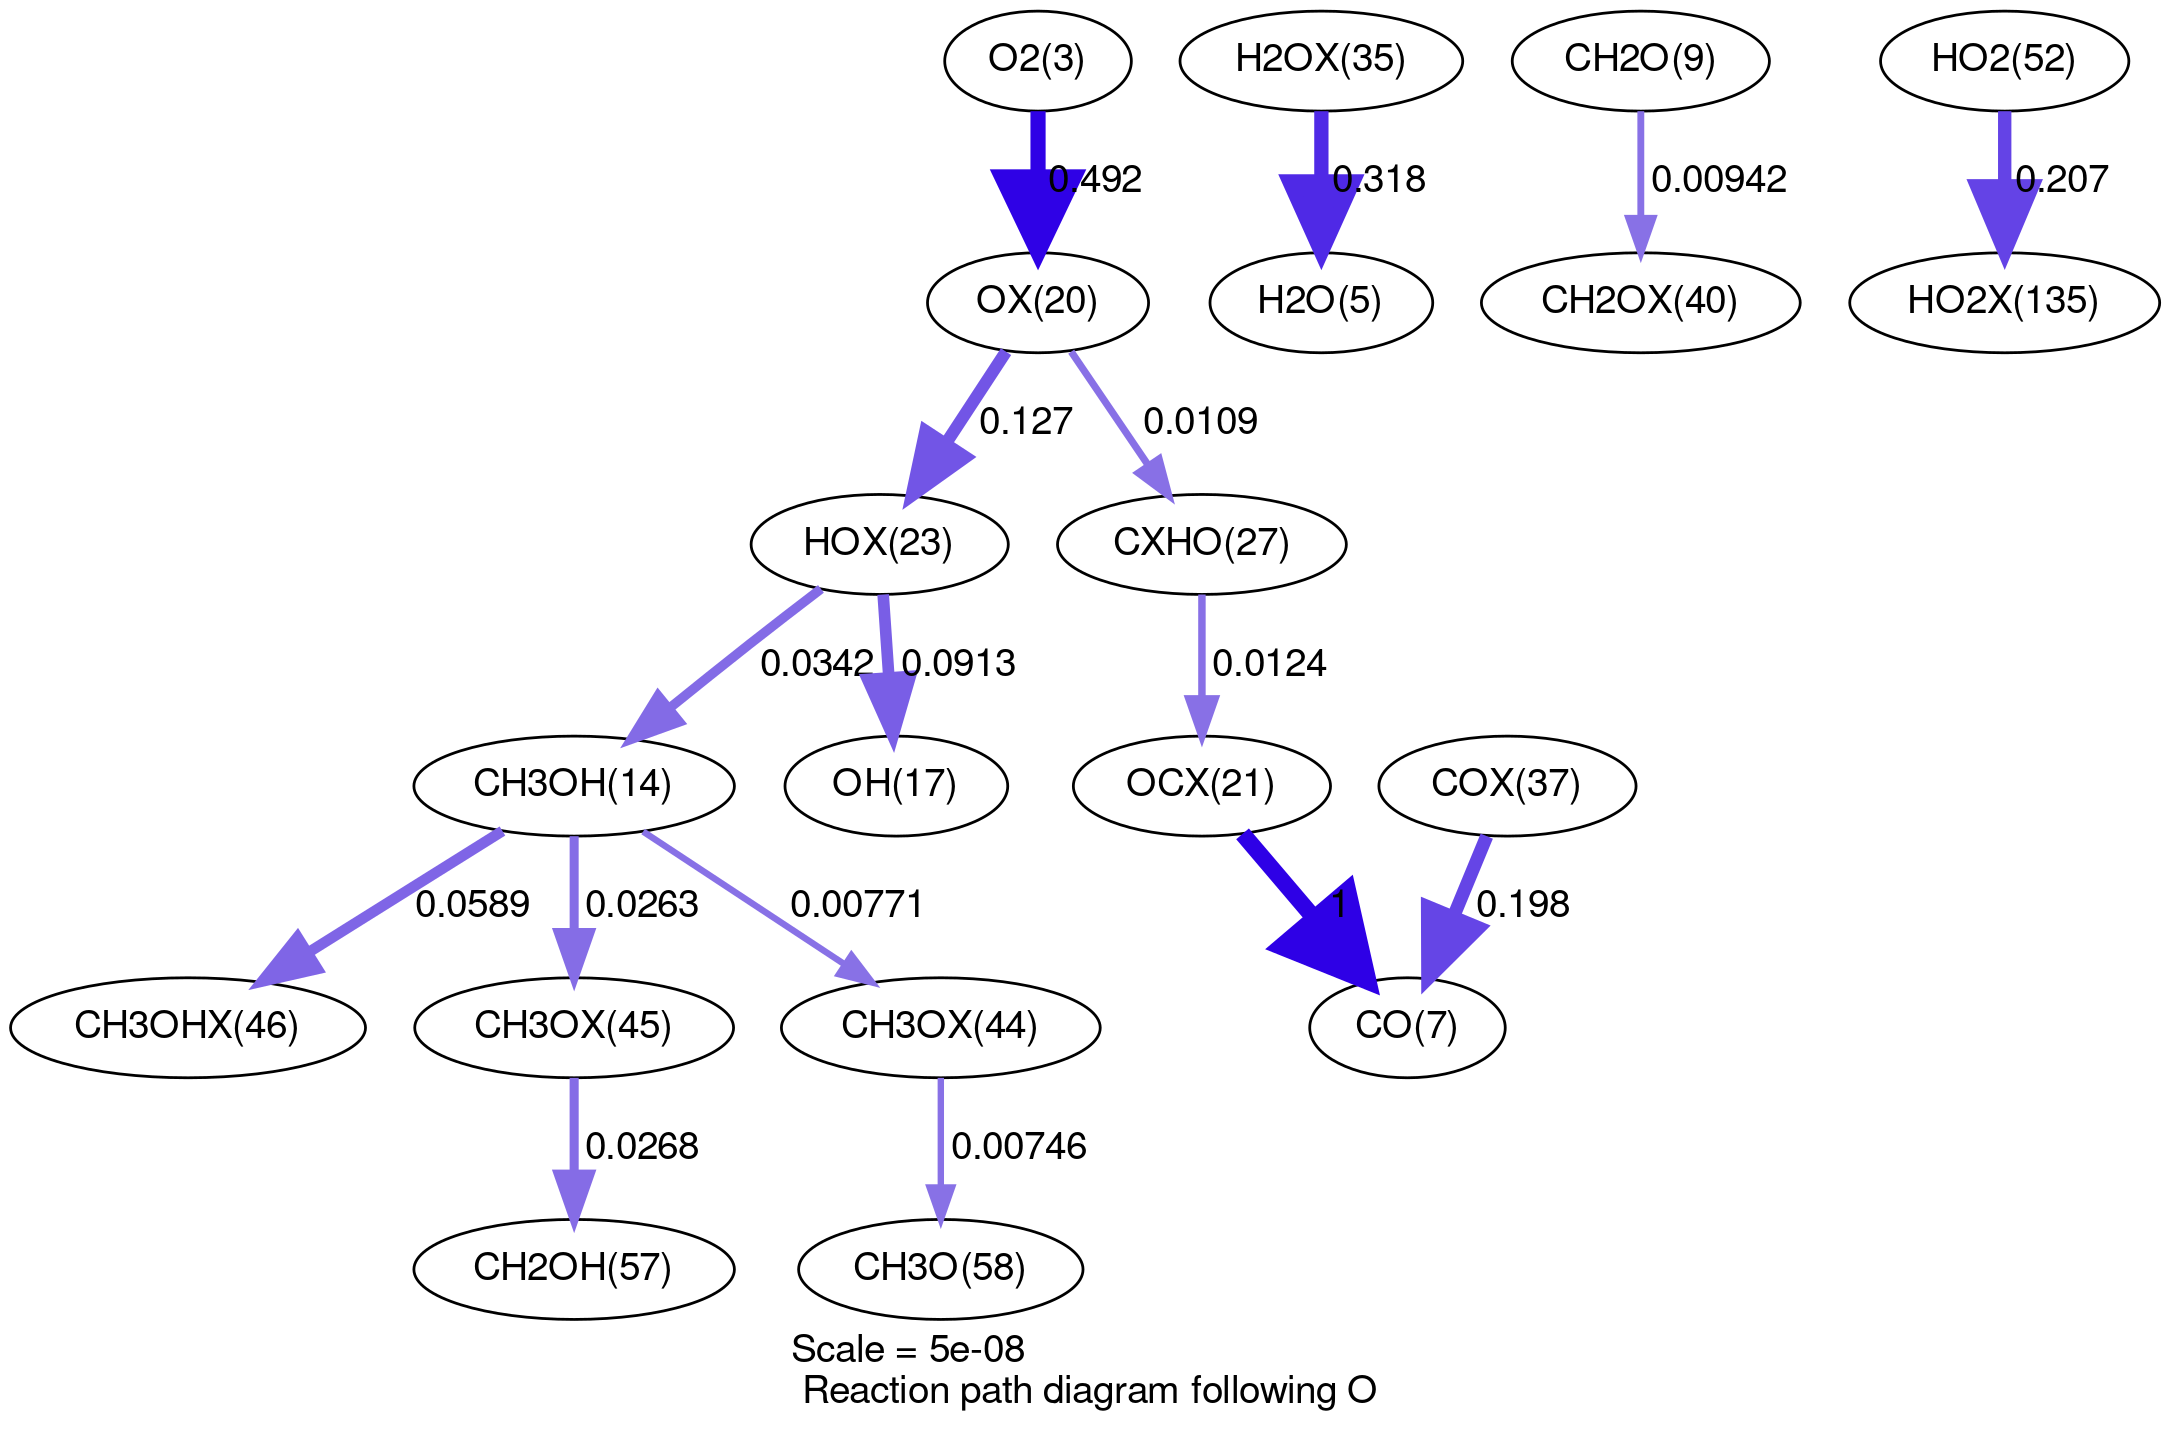 O2(3)
H2OX(35)
CH2O(9)
HO2(52)
0.492
0.318
0.00942
0.207
OX(20)
H2O(5)
CH2OX(40)
HO2X(135)
0.127
0.0109
HOX(23)
CXHO(27)
0.0342
0.0913
0.0124
CH3OH(14)
OH(17)
OCX(21)
COX(37)
0.0589
0.0263
0.00771
1
0.198
CH3OHX(46)
CH3OX(45)
CH3OX(44)
CO(7)
0.0268
0.00746
CH2OH(57)
CH3O(58)
Scale = 5e-08
Reaction path diagram following O